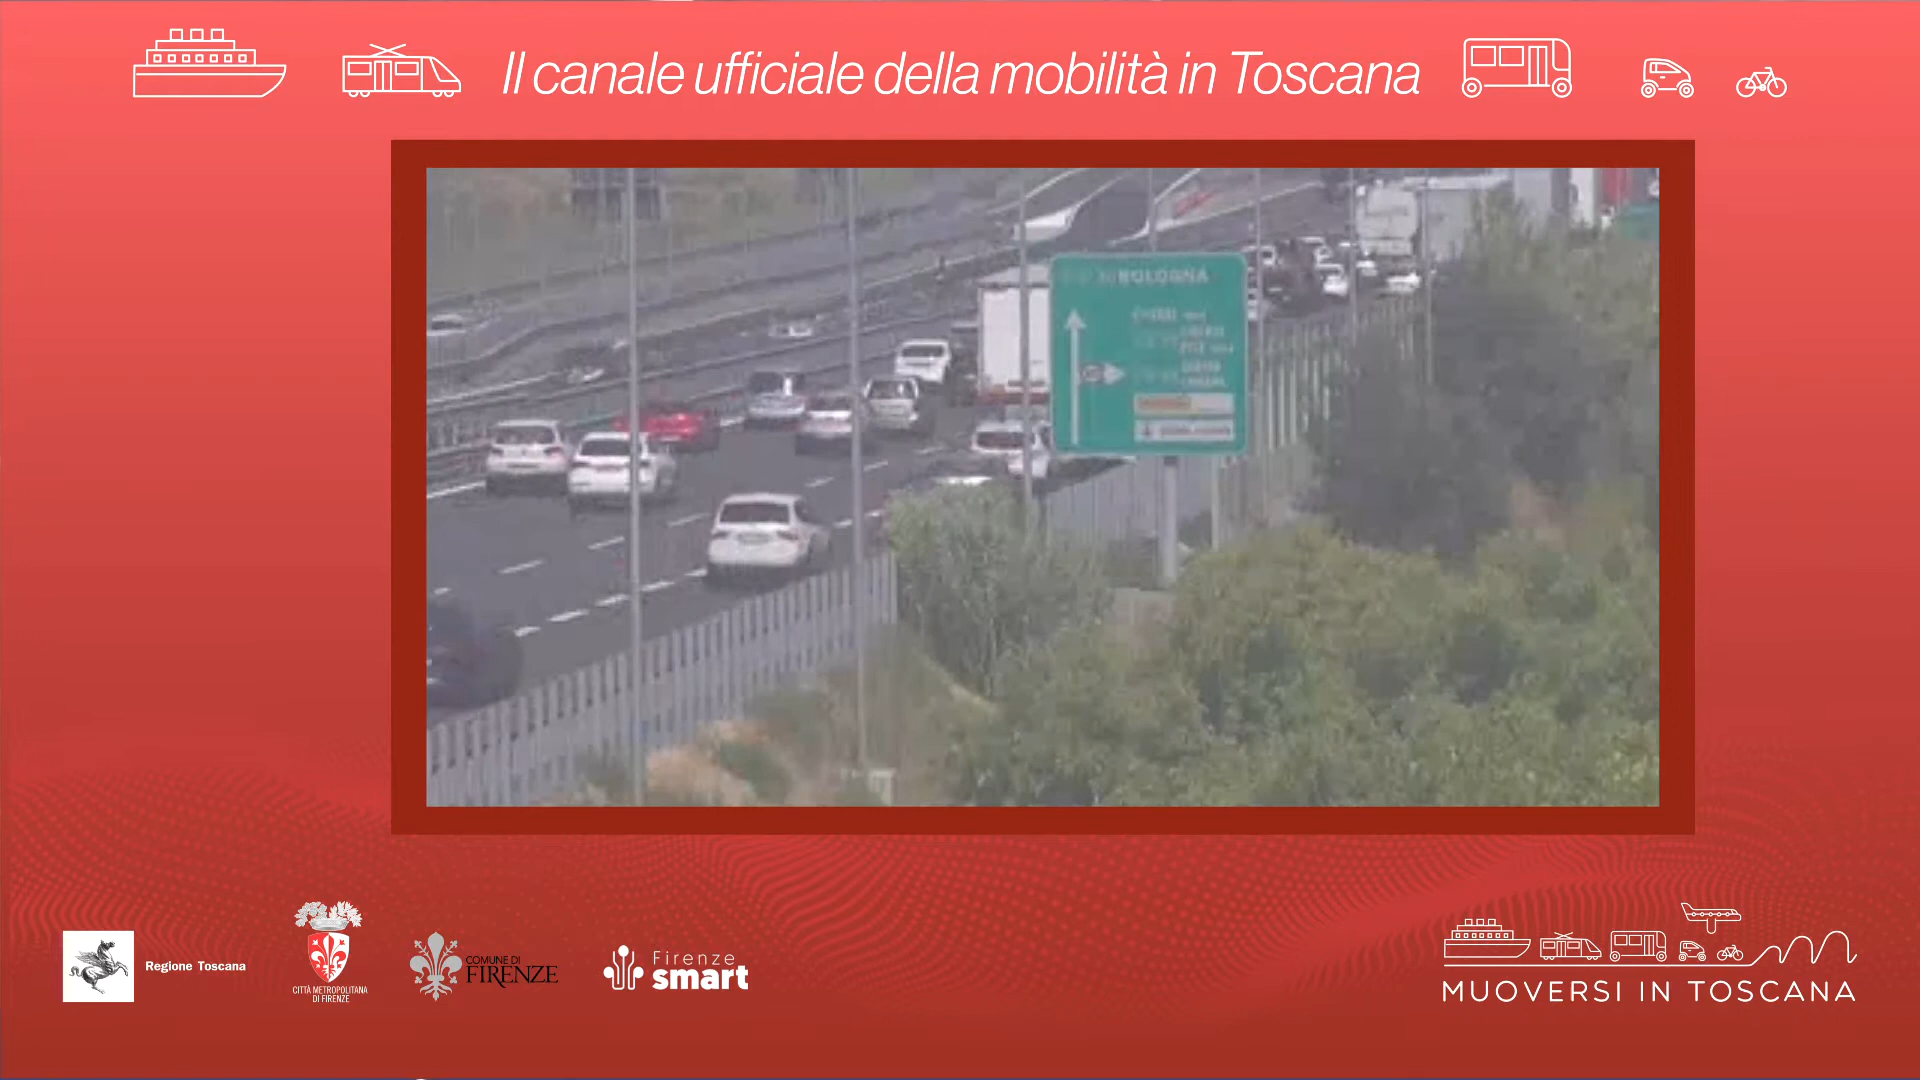 Il canale ufficiale della mobilità in Toscana
BOLOGNA
Regione Toscana
CITTÀ METROPOLITANA
DI FIRENZE
COMUNE DI
FIRENZE
Firenze
smart
MUOVERSI IN TOSCANA